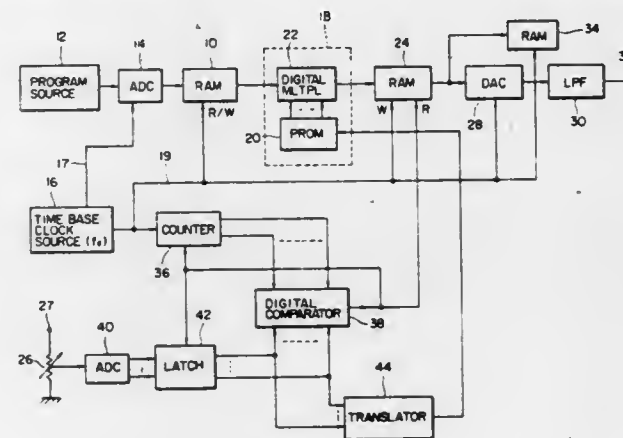 12
14
10
22
18
24
RAM
34
PROGRAM
SOURCE
ADC
RAM
DIGITAL
MLTPL
RAM
DAC
LPF
R/W
W
R
28
30
3
20
PROM
17
19
16
TIME BASE
CLOCK
SOURCE (f₀)
COUNTER
36
DIGITAL
COMPARATOR
38
27
40
42
26
ADC
LATCH
44
TRANSLATOR